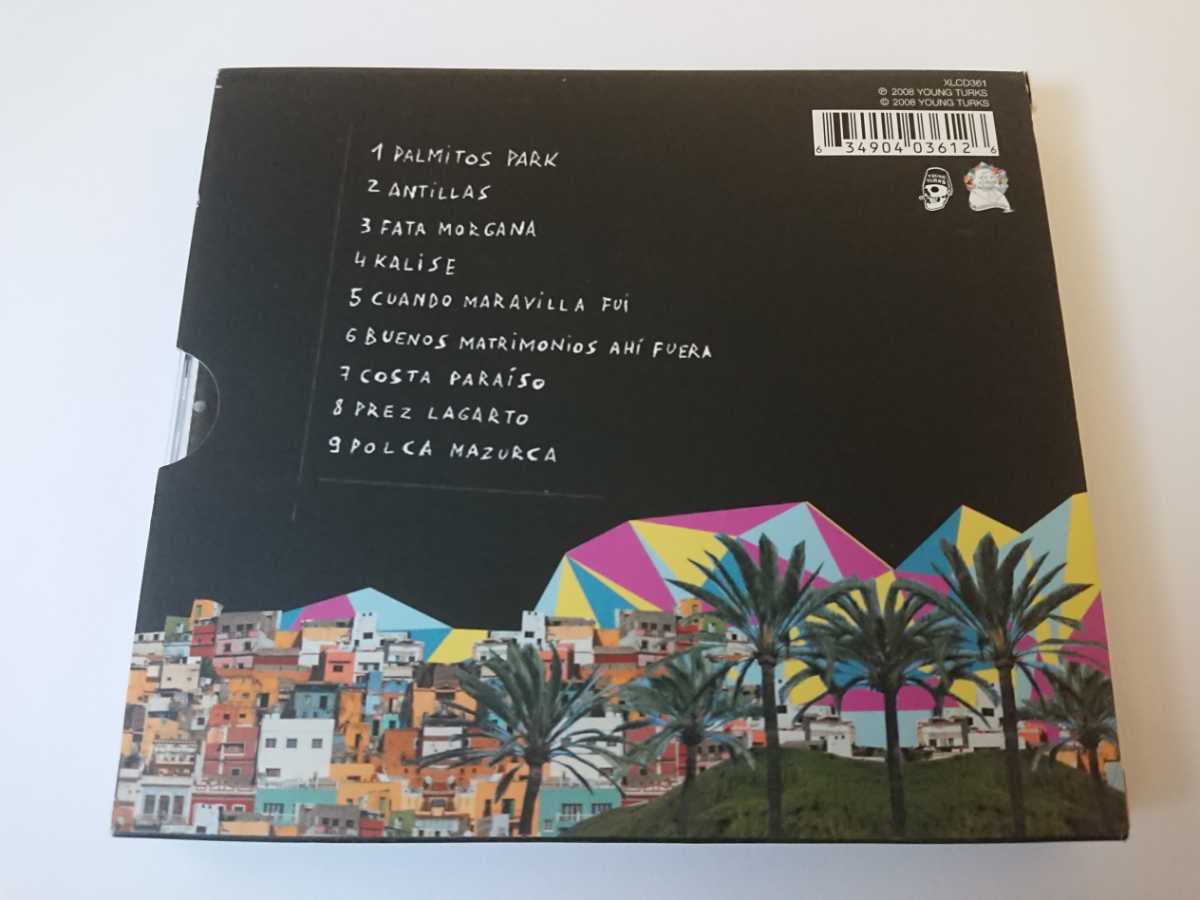 XLCD361
℗ 2008 YOUNG TURKS
© 2008 YOUNG TURKS
6 34904 03612 6
YOUNG TURKS
1 PALMITOS PARK
2 ANTILLAS
3 FATA MORGANA
4 KALISE
5 CUANDO MARAVILLA FUI
6 BUENOS MATRIMONIOS AHÍ FUERA
7 COSTA PARAÍSO
8 PREZ LAGARTO
9 POLCA MAZURCA